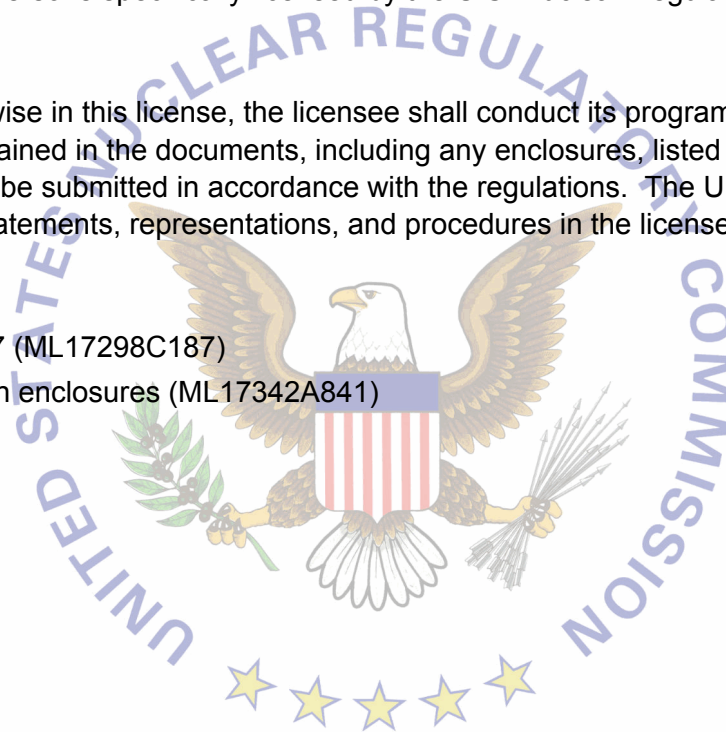 UNITED STATES NUCLEAR REGULATORY COMMISSION
wise in this license, the licensee shall conduct its program
ained in the documents, including any enclosures, listed
be submitted in accordance with the regulations. The U
atements, representations, and procedures in the license
7 (ML17298C187)
n enclosures (ML17342A841)